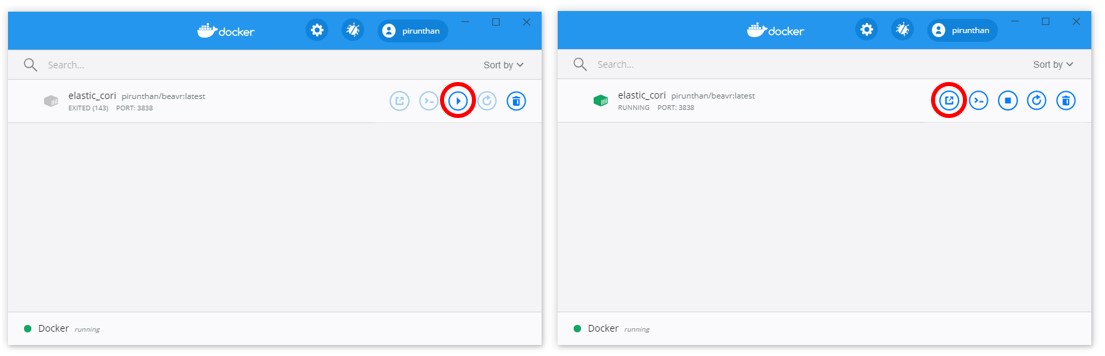 docker
pirunthan
Search...
Sort by
elastic_cori pirunthan/beavr:latest
EXITED (143) PORT: 3838
Docker running
docker
pirunthan
Search...
Sort by
elastic_cori pirunthan/beavr:latest
RUNNING PORT: 3838
Docker running